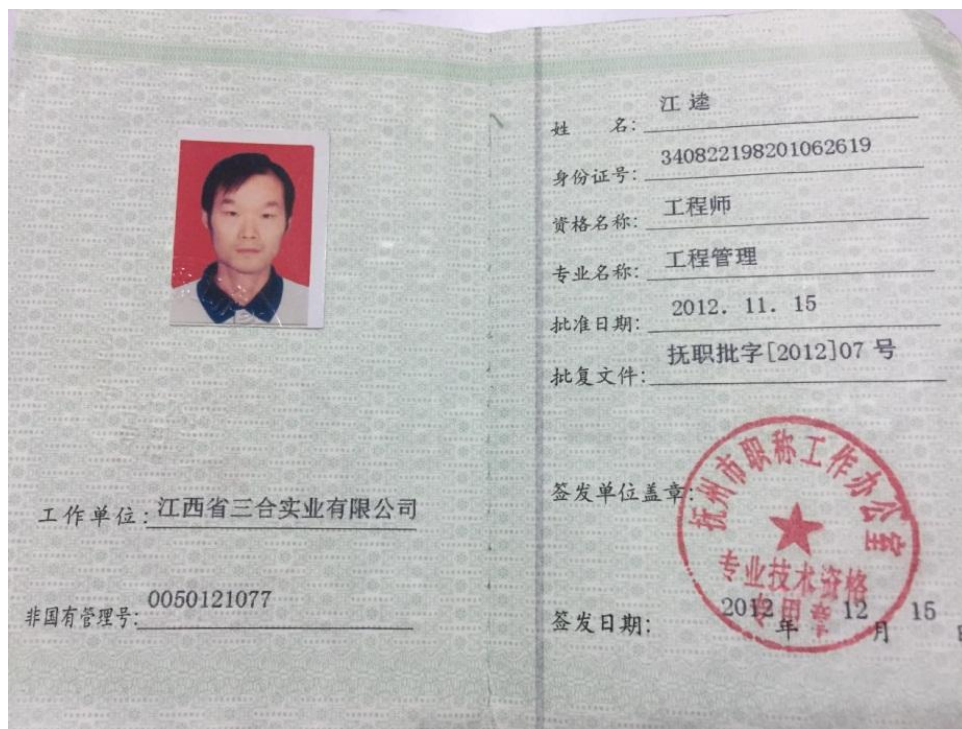 工作单位:江西省三合实业有限公司
非国有管理号:0050121077
姓 名:江逵
身份证号:340822198201062619
资格名称:工程师
专业名称:工程管理
批准日期:2012. 11. 15
批复文件:抚职批字[2012]07 号
签发单位盖章:
抚州市职称工作办公室
专业技术资格
签发日期:2012 年 12 月 15